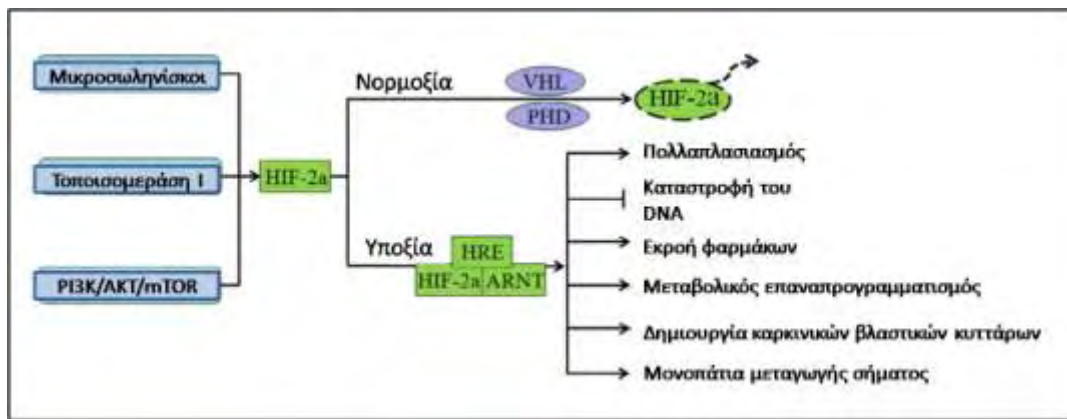 Μικροσωληνίσκοι
Τοποισομεράση Ι
PI3K/AKT/mTOR
HIF-2a
Νορμοξία
VHL
PHD
HIF-2a
Υποξία
HRE
HIF-2a ARNT
Πολλαπλασιασμός
Καταστροφή του
DNA
Εκροή φαρμάκων
Μεταβολικός επαναπρογραμματισμός
Δημιουργία καρκινικών βλαστικών κυττάρων
Μονοπάτια μεταγωγής σήματος